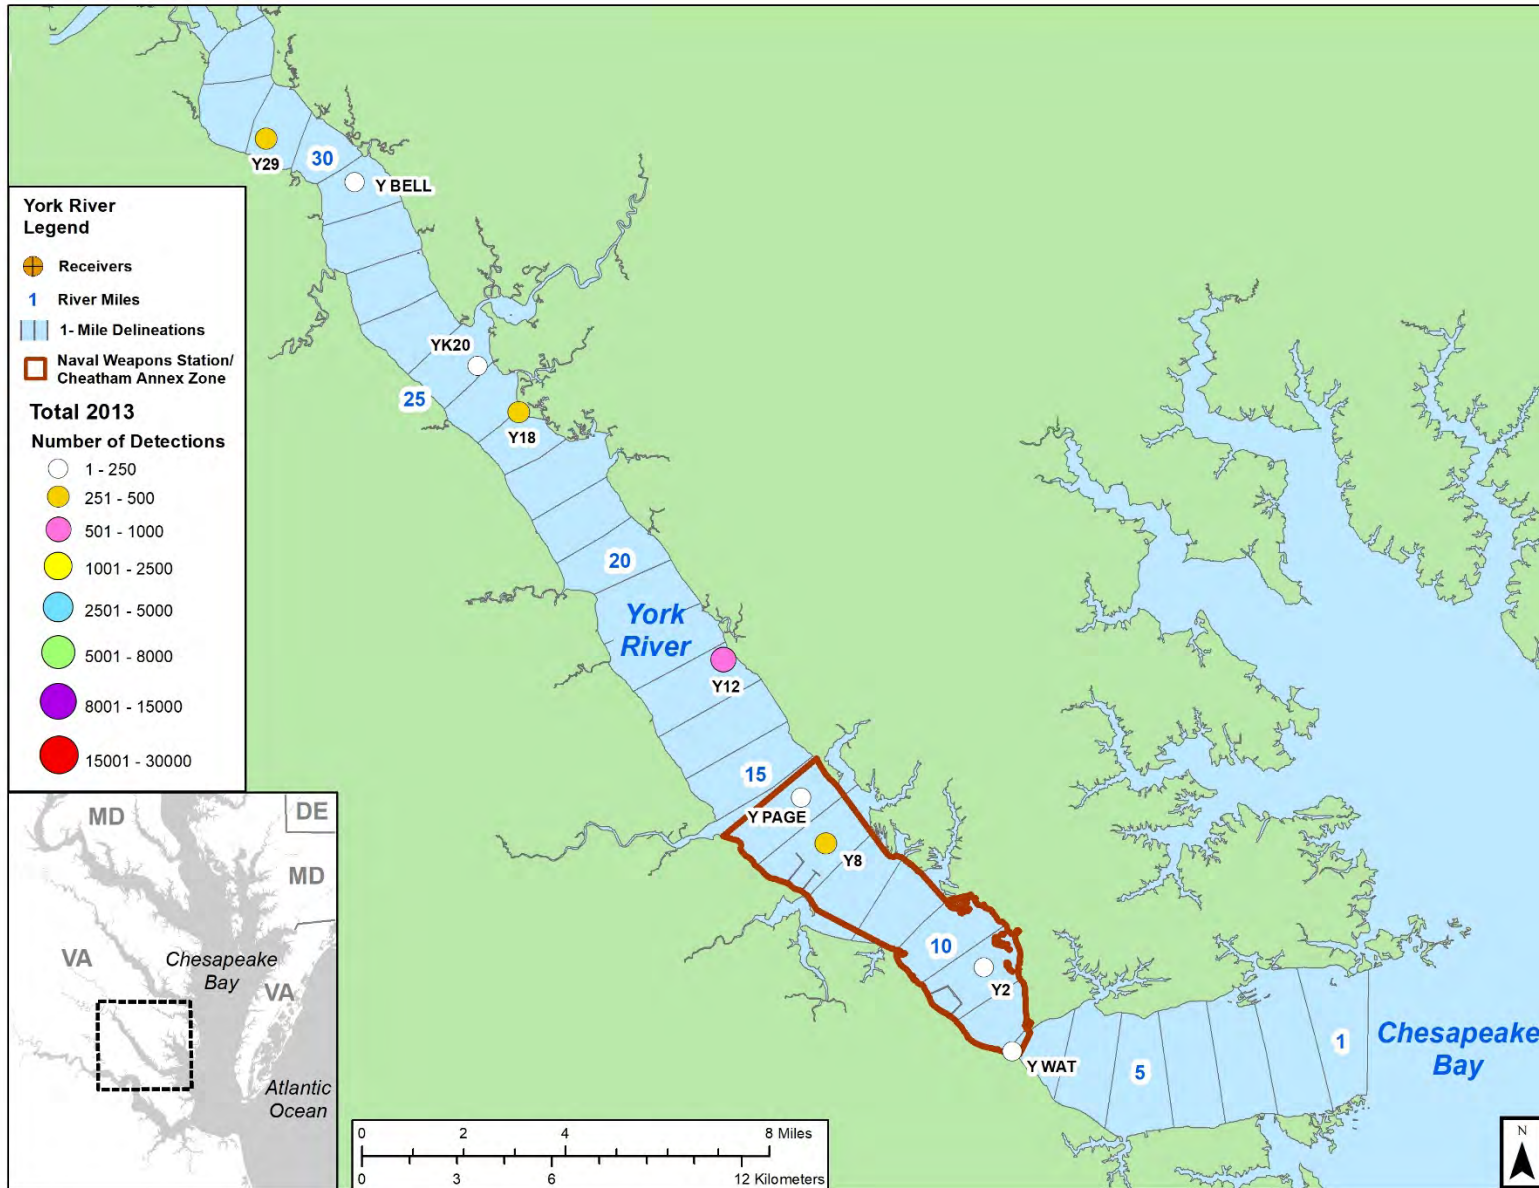 Y29
30
Y BELL
York River
Legend
Receivers
1 River Miles
1- Mile Delineations
Naval Weapons Station/
Cheatham Annex Zone
Total 2013
Number of Detections
1 - 250
251 - 500
501 - 1000
1001 - 2500
2501 - 5000
5001 - 8000
8001 - 15000
15001 - 30000
YK20
25
Y18
20
York
River
Y12
15
Y PAGE
Y8
10
Y2
Y WAT
5
1
Chesapeake
Bay
MD
DE
MD
VA
Chesapeake
Bay
VA
Atlantic
Ocean
0 2 4 8 Miles
0 3 6 12 Kilometers
N